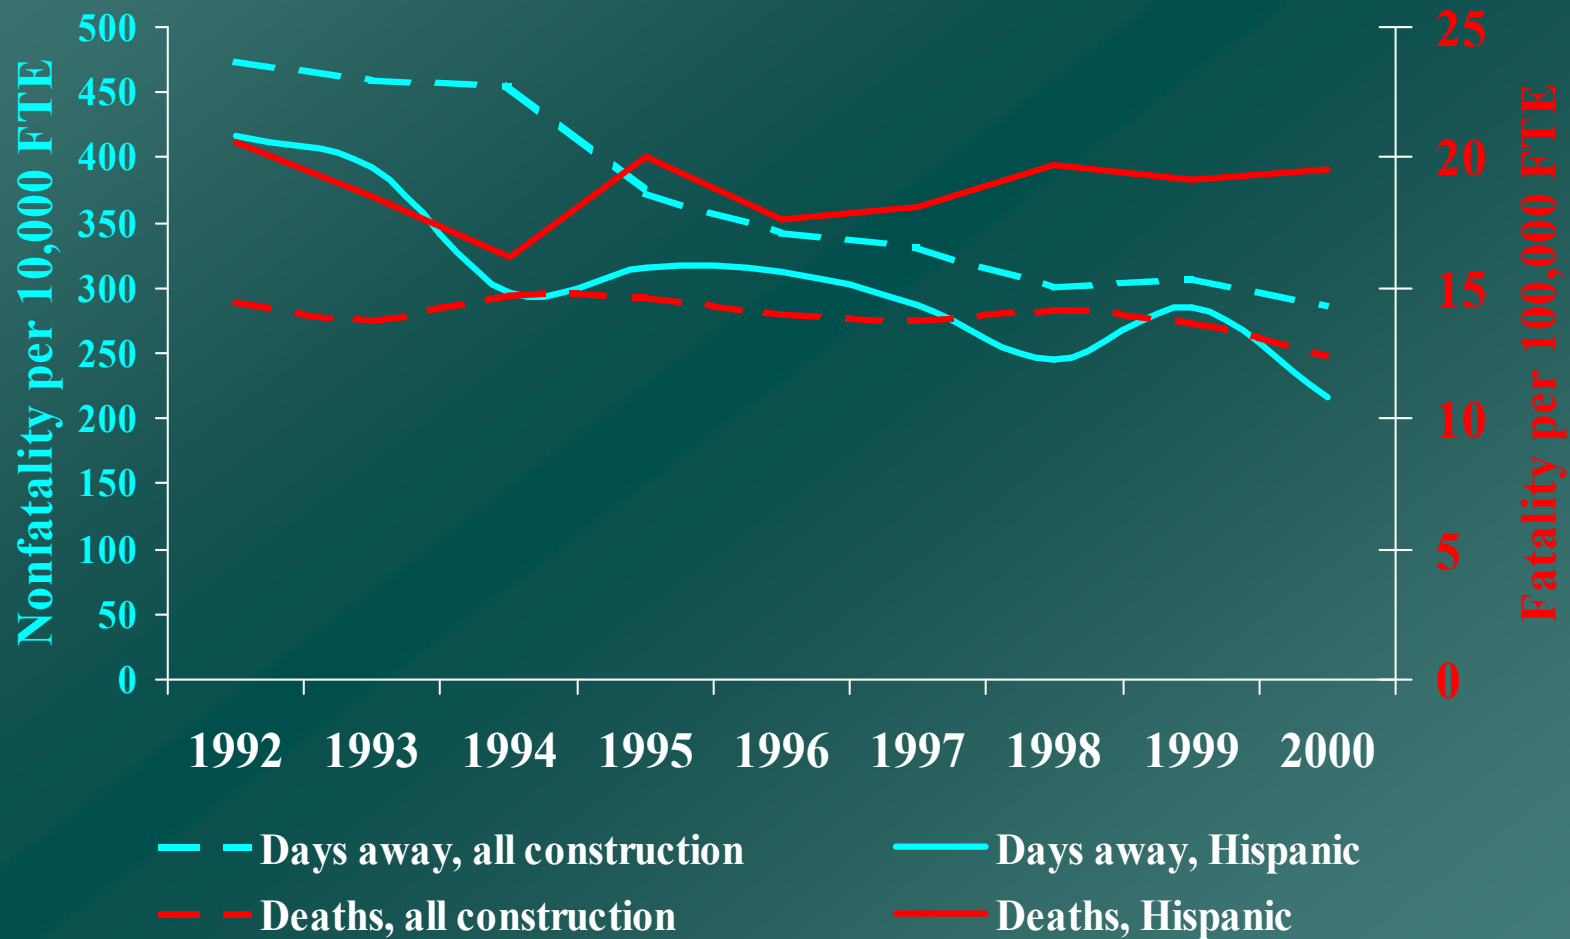 Nonfatality per 10,000 FTE
500
450
400
350
300
250
200
150
100
50
0
25
20
15
10
5
0
Fatality per 100,000 FTE
1992 1993 1994 1995 1996 1997 1998 1999 2000
Days away, all construction
Days away, Hispanic
Deaths, all construction
Deaths, Hispanic